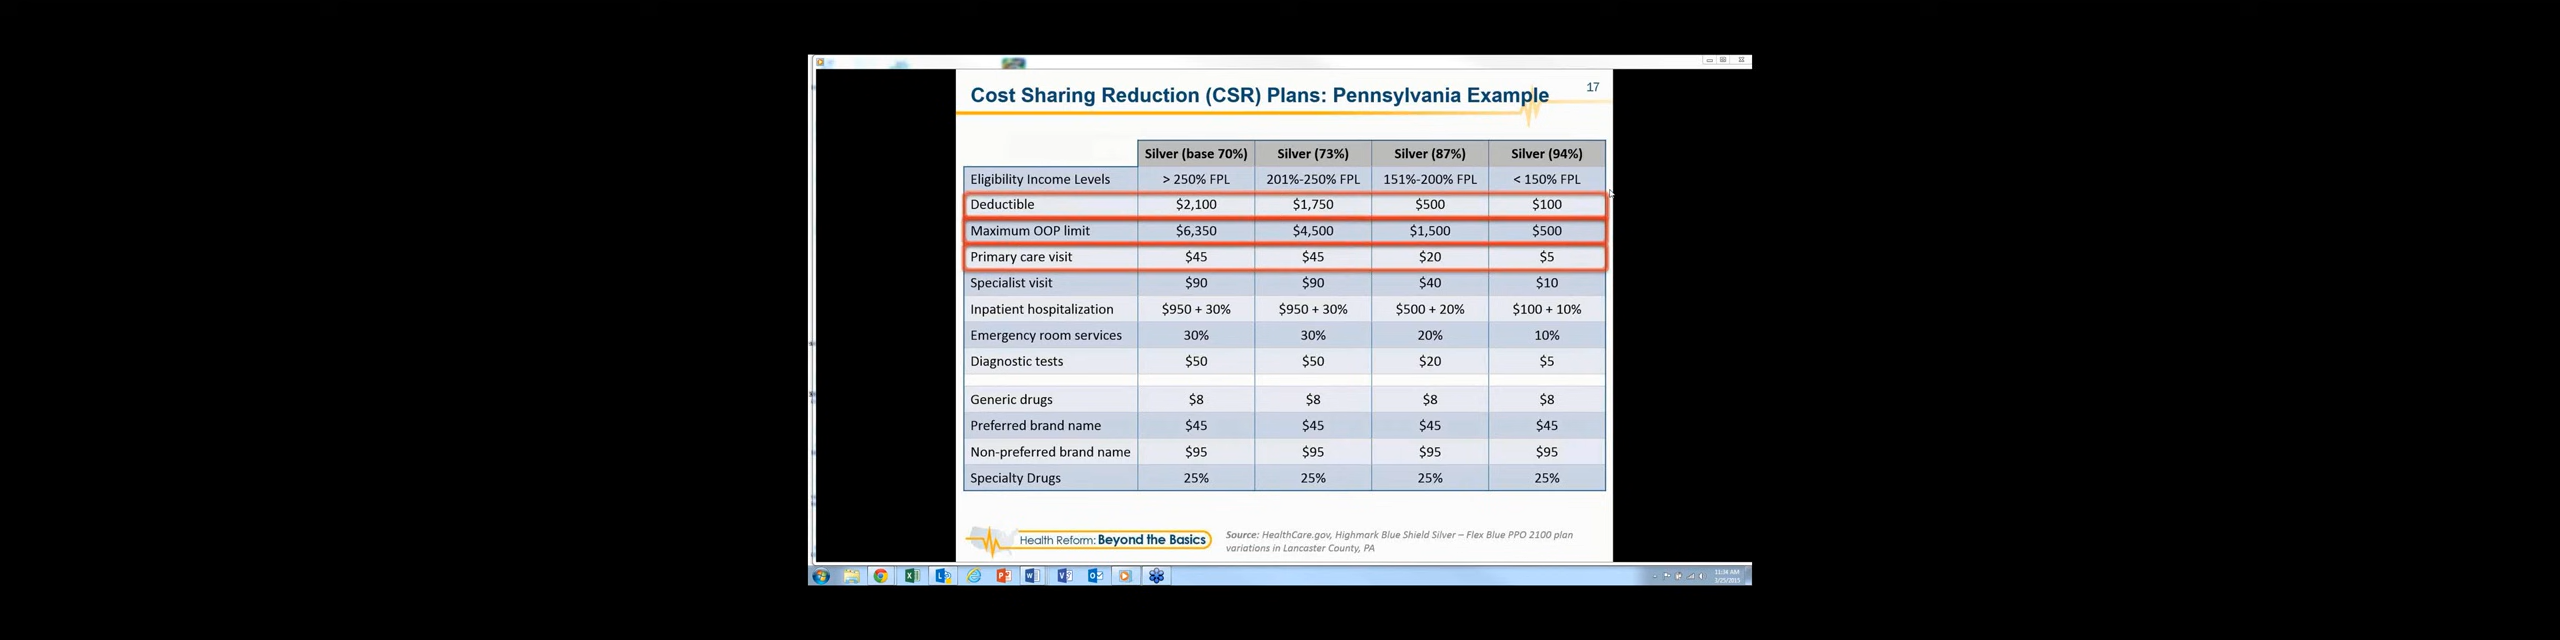 17
Cost Sharing Reduction (CSR) Plans: Pennsylvania Example
Silver (base 70%) Silver (73%) Silver (87%) Silver (94%)
Eligibility Income Levels > 250% FPL 201%-250% FPL 151%-200% FPL < 150% FPL
Deductible $2,100 $1,750 $500 $100
Maximum OOP limit $6,350 $4,500 $1,500 $500
Primary care visit $45 $45 $20 $5
Specialist visit $90 $90 $40 $10
Inpatient hospitalization $950 + 30% $950 + 30% $500 + 20% $100 + 10%
Emergency room services 30% 30% 20% 10%
Diagnostic tests $50 $50 $20 $5
Generic drugs $8 $8 $8 $8
Preferred brand name $45 $45 $45 $45
Non-preferred brand name $95 $95 $95 $95
Specialty Drugs 25% 25% 25% 25%
Health Reform: Beyond the Basics
Source: HealthCare.gov, Highmark Blue Shield Silver – Flex Blue PPO 2100 plan
variations in Lancaster County, PA
11:34 AM
3/25/2015